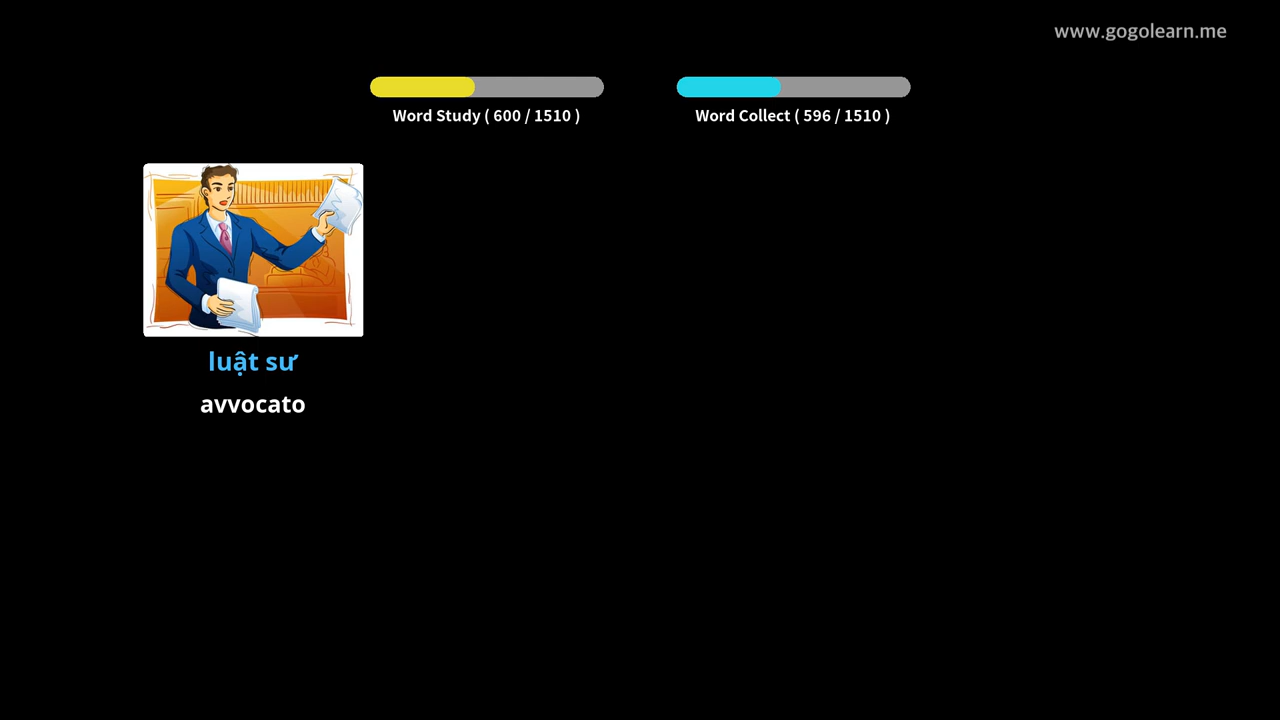 www.gogolearn.me
Word Study ( 600 / 1510 )
Word Collect ( 596 / 1510 )
luật sư
avvocato